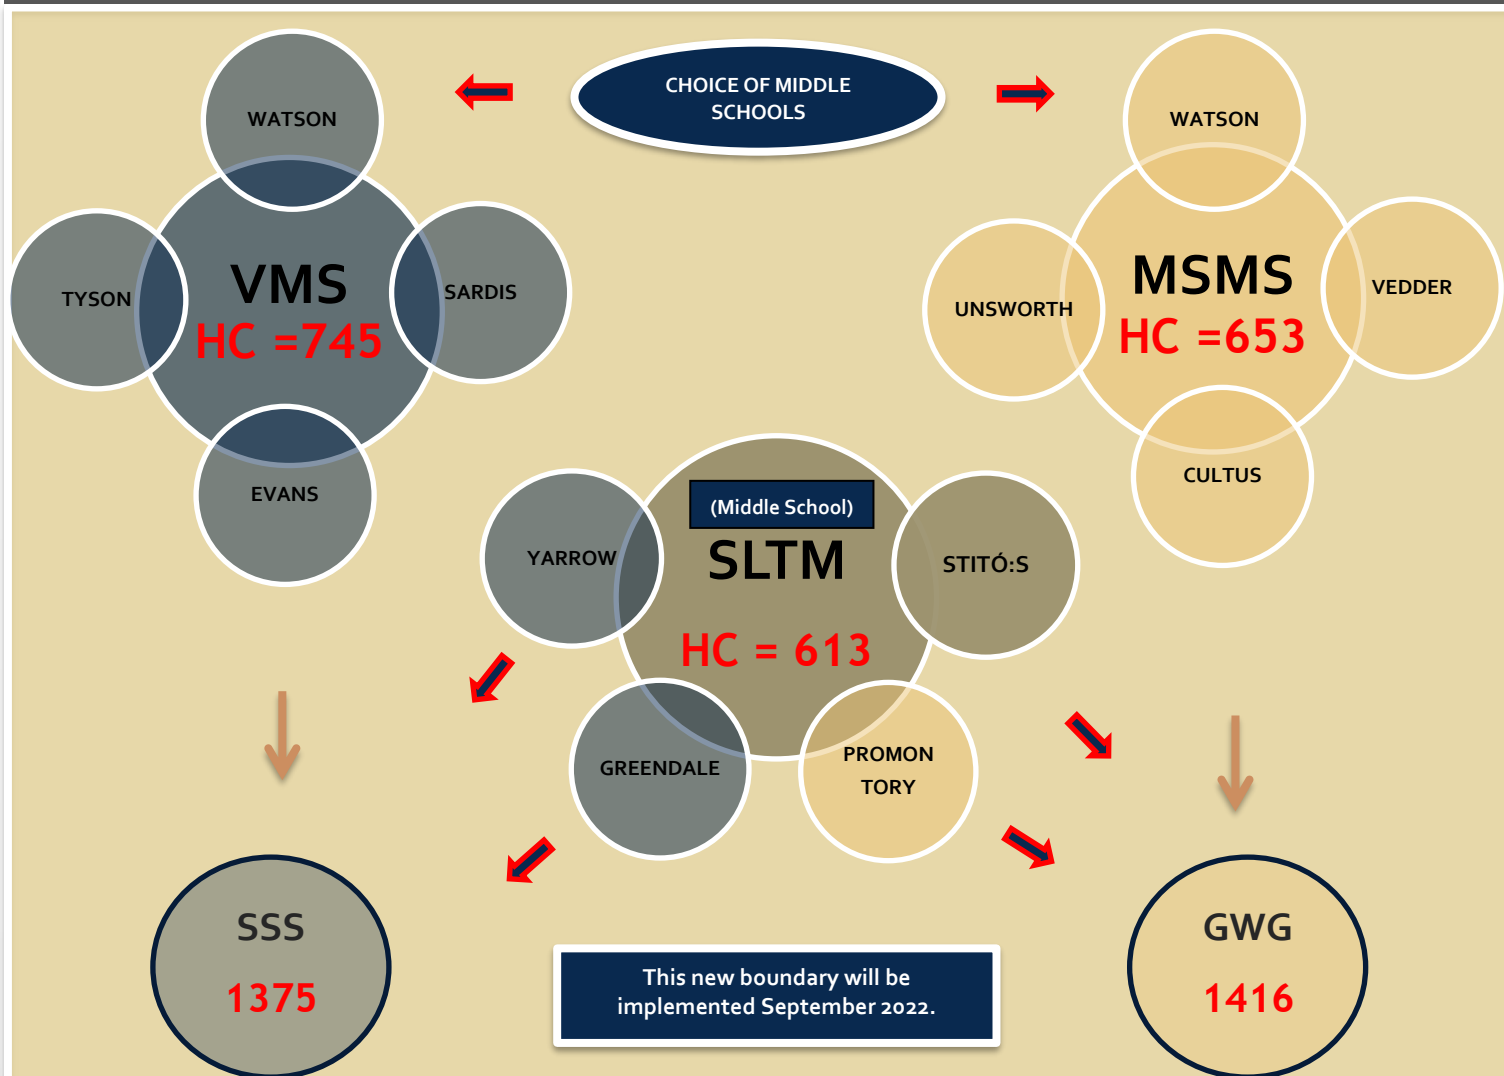 CHOICE OF MIDDLE
SCHOOLS
WATSON
TYSON
VMS
HC =745
SARDIS
EVANS
WATSON
UNSWORTH
MSMS
HC =653
VEDDER
CULTUS
(Middle School)
SLTM
HC = 613
YARROW
STITÓ:S
GREENDALE
PROMON
TORY
SSS
1375
This new boundary will be
implemented September 2022.
GWG
1416